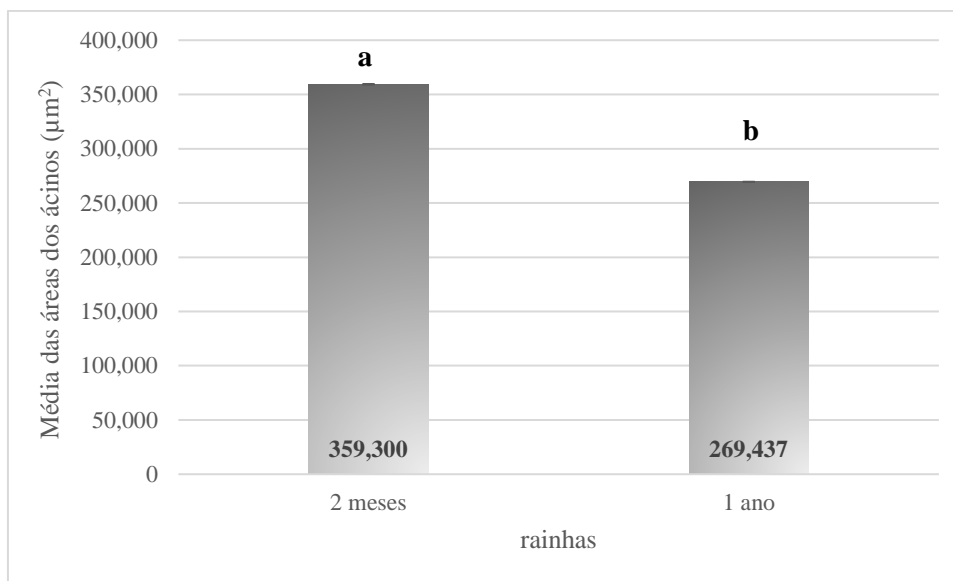 Média das áreas dos ácinos (µm²)
400,000
350,000
300,000
250,000
200,000
150,000
100,000
50,000
0
a
b
359,300
269,437
2 meses
1 ano
rainhas